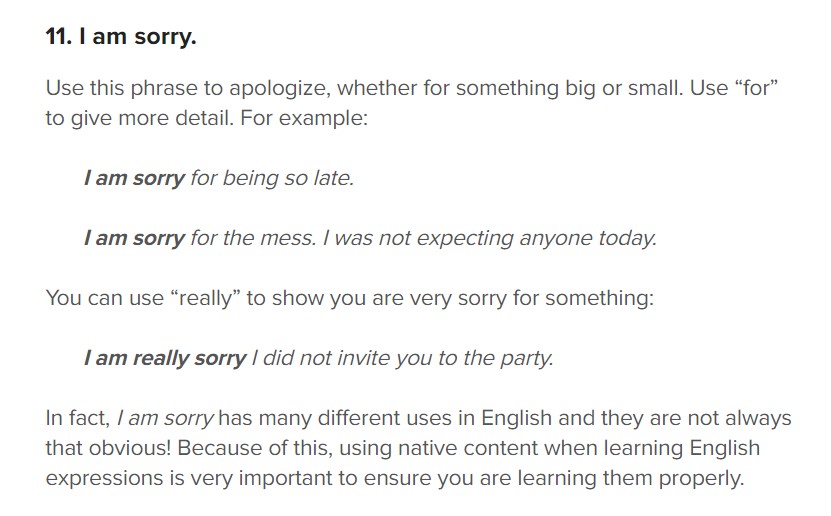 11. I am sorry.
Use this phrase to apologize, whether for something big or small. Use “for”
to give more detail. For example:
I am sorry for being so late.
I am sorry for the mess. I was not expecting anyone today.
You can use “really” to show you are very sorry for something:
I am really sorry I did not invite you to the party.
In fact, I am sorry has many different uses in English and they are not always
that obvious! Because of this, using native content when learning English
expressions is very important to ensure you are learning them properly.